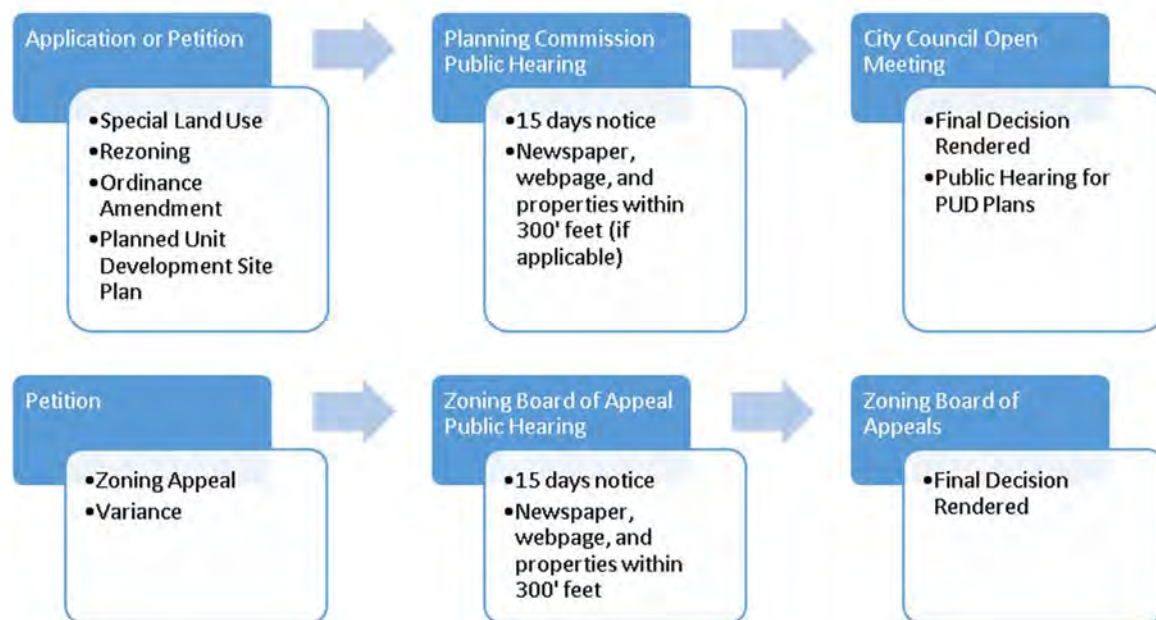 Application or Petition
•Special Land Use
•Rezoning
•Ordinance
Amendment
•Planned Unit
Development Site
Plan
Planning Commission
Public Hearing
•15 days notice
•Newspaper,
webpage, and
properties within
300' feet (if
applicable)
City Council Open
Meeting
•Final Decision
Rendered
•Public Hearing for
PUD Plans
Petition
•Zoning Appeal
•Variance
Zoning Board of Appeal
Public Hearing
•15 days notice
•Newspaper,
webpage, and
properties within
300' feet
Zoning Board of
Appeals
•Final Decision
Rendered